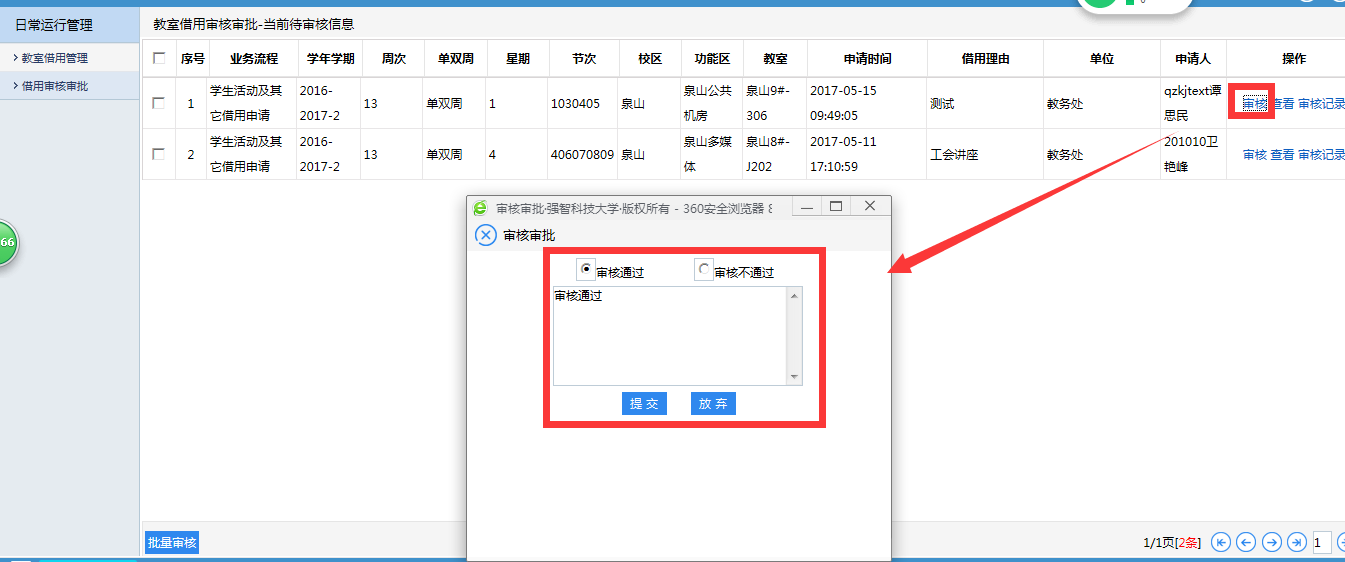 日常运行管理
教室借用管理
借用审核审批
教室借用审核审批-当前待审核信息
序号 业务流程 学年学期 周次 单双周 星期 节次 校区 功能区 教室 申请时间 借用理由 单位 申请人 操作
1 学生活动及其它借用申请 2016-2017-2 13 单双周 1 1030405 泉山 泉山公共机房 泉山9#-306 2017-05-15 09:49:05 测试 教务处 qzkjtext谭思民 审核 查看 审核记录
2 学生活动及其它借用申请 2016-2017-2 13 单双周 4 406070809 泉山 泉山多媒体 泉山8#-J202 2017-05-11 17:10:59 工会讲座 教务处 201010卫艳峰 审核 查看 审核记录
66
审核审批·强智科技大学·版权所有 - 360安全浏览器 8
审核审批
审核通过 审核不通过
审核通过
提 交 放 弃
批量审核
1/1页[2条] 1